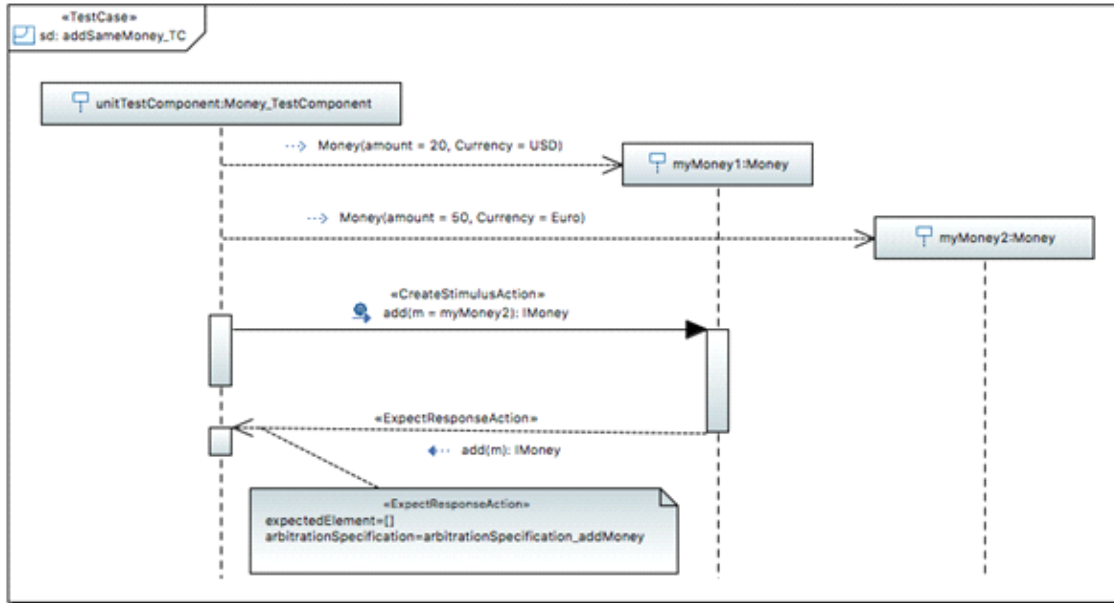 «TestCase»
sd: addSameMoney_TC
unitTestComponent:Money_TestComponent
Money(amount = 20, Currency = USD)
myMoney1:Money
Money(amount = 50, Currency = Euro)
myMoney2:Money
«CreateStimulusAction»
add(m = myMoney2): IMoney
«ExpectResponseAction»
add(m): IMoney
«ExpectResponseAction»
expectedElement=[]
arbitrationSpecification=arbitrationSpecification_addMoney